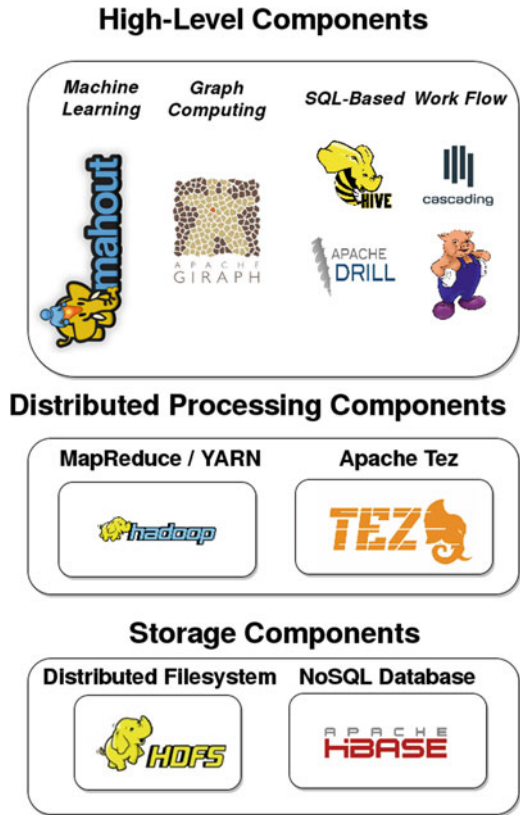 High-Level Components
Machine Learning
Graph Computing
SQL-Based
Work Flow
mahout
APACHE
GIRAPH
HIVE
cascading
APACHE
DRILL
Distributed Processing Components
MapReduce / YARN
Apache Tez
hadoop
TEZ
Storage Components
Distributed Filesystem
NoSQL Database
HDFS
APACHE
HBASE